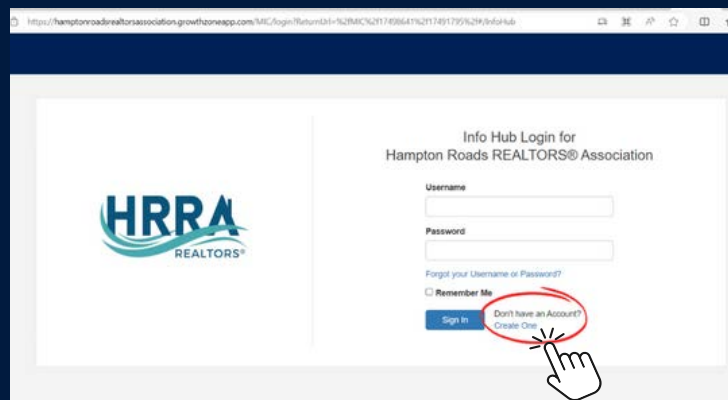 https://hamptonroadsrealtorsassociation.growthzoneapp.com/MIC/login?ReturnUrl=%2fMIC%2f17498641%2f17491795%2f#/InfoHub
Info Hub Login for
Hampton Roads REALTORS® Association
Username
HRRA
REALTORS®
Password
Forgot your Username or Password?
Remember Me
Sign In
Don't have an Account?
Create One